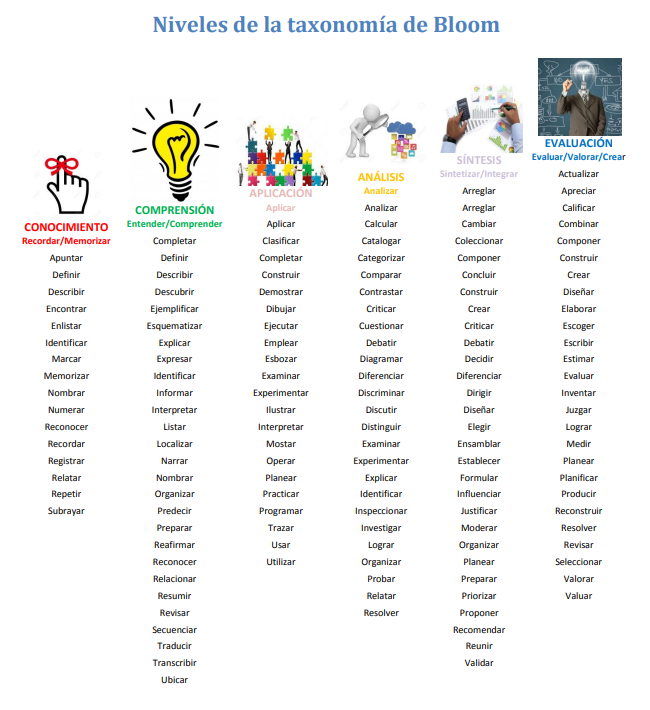 Niveles de la taxonomía de Bloom
CONOCIMIENTO
Recordar/Memorizar
Apuntar
Definir
Describir
Encontrar
Enlistar
Identificar
Marcar
Memorizar
Nombrar
Numerar
Reconocer
Recordar
Registrar
Relatar
Repetir
Subrayar
COMPRENSIÓN
Entender/Comprender
Completar
Definir
Describir
Descubrir
Ejemplificar
Esquematizar
Explicar
Expresar
Identificar
Informar
Interpretar
Listar
Localizar
Narrar
Nombrar
Organizar
Predecir
Preparar
Reafirmar
Reconocer
Relacionar
Resumir
Revisar
Secuenciar
Traducir
Transcribir
Ubicar
APLICACIÓN
Aplicar
Aplicar
Clasificar
Completar
Construir
Demostrar
Dibujar
Ejecutar
Emplear
Esbozar
Examinar
Experimentar
Ilustrar
Interpretar
Mostar
Operar
Planear
Practicar
Programar
Trazar
Usar
Utilizar
ANÁLISIS
Analizar
Analizar
Calcular
Catalogar
Categorizar
Comparar
Contrastar
Criticar
Cuestionar
Debatir
Diagramar
Diferenciar
Discriminar
Discutir
Distinguir
Examinar
Experimentar
Explicar
Identificar
Inspeccionar
Investigar
Lograr
Organizar
Probar
Relatar
Resolver
SÍNTESIS
Sintetizar/Integrar
Arreglar
Arreglar
Cambiar
Coleccionar
Componer
Concluir
Construir
Crear
Criticar
Debatir
Decidir
Diferenciar
Dirigir
Diseñar
Elegir
Ensamblar
Establecer
Formular
Influenciar
Justificar
Moderar
Organizar
Planear
Preparar
Priorizar
Proponer
Recomendar
Reunir
Validar
NO
YES
EVALUACIÓN
Evaluar/Valorar/Crear
Actualizar
Apreciar
Calificar
Combinar
Componer
Construir
Crear
Diseñar
Elaborar
Escoger
Escribir
Estimar
Evaluar
Inventar
Juzgar
Lograr
Medir
Planear
Planificar
Producir
Reconstruir
Resolver
Revisar
Seleccionar
Valorar
Valuar